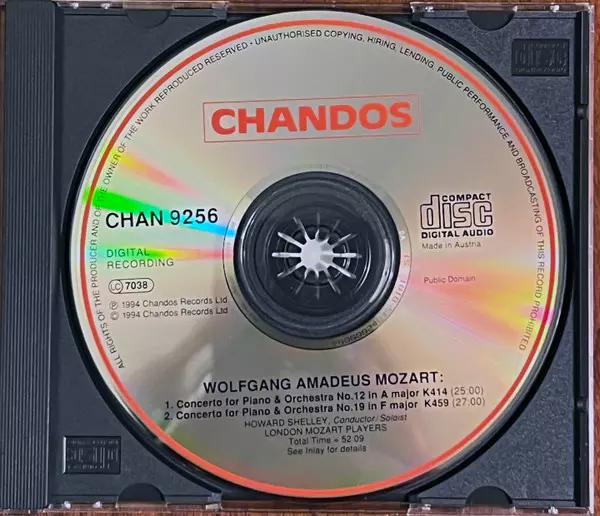 ALL RIGHTS OF THE PRODUCER AND OF THE OWNER OF THE WORK REPRODUCED RESERVED · UNAUTHORISED COPYING, HIRING, LENDING, PUBLIC PERFORMANCE AND BROADCASTING OF THIS RECORD PROHIBITED
CHANDOS
CHAN 9256
DIGITAL
RECORDING
LC 7038
℗ 1994 Chandos Records Ltd
© 1994 Chandos Records Ltd
COMPACT
disc
DIGITAL AUDIO
Made in Austria
Public Domain
WOLFGANG AMADEUS MOZART:
1. Concerto for Piano & Orchestra No.12 in A major K414 (25:00)
2. Concerto for Piano & Orchestra No.19 in F major K459 (27:00)
HOWARD SHELLEY, Conductor/Soloist
LONDON MOZART PLAYERS
Total Time = 52:09
See Inlay for details